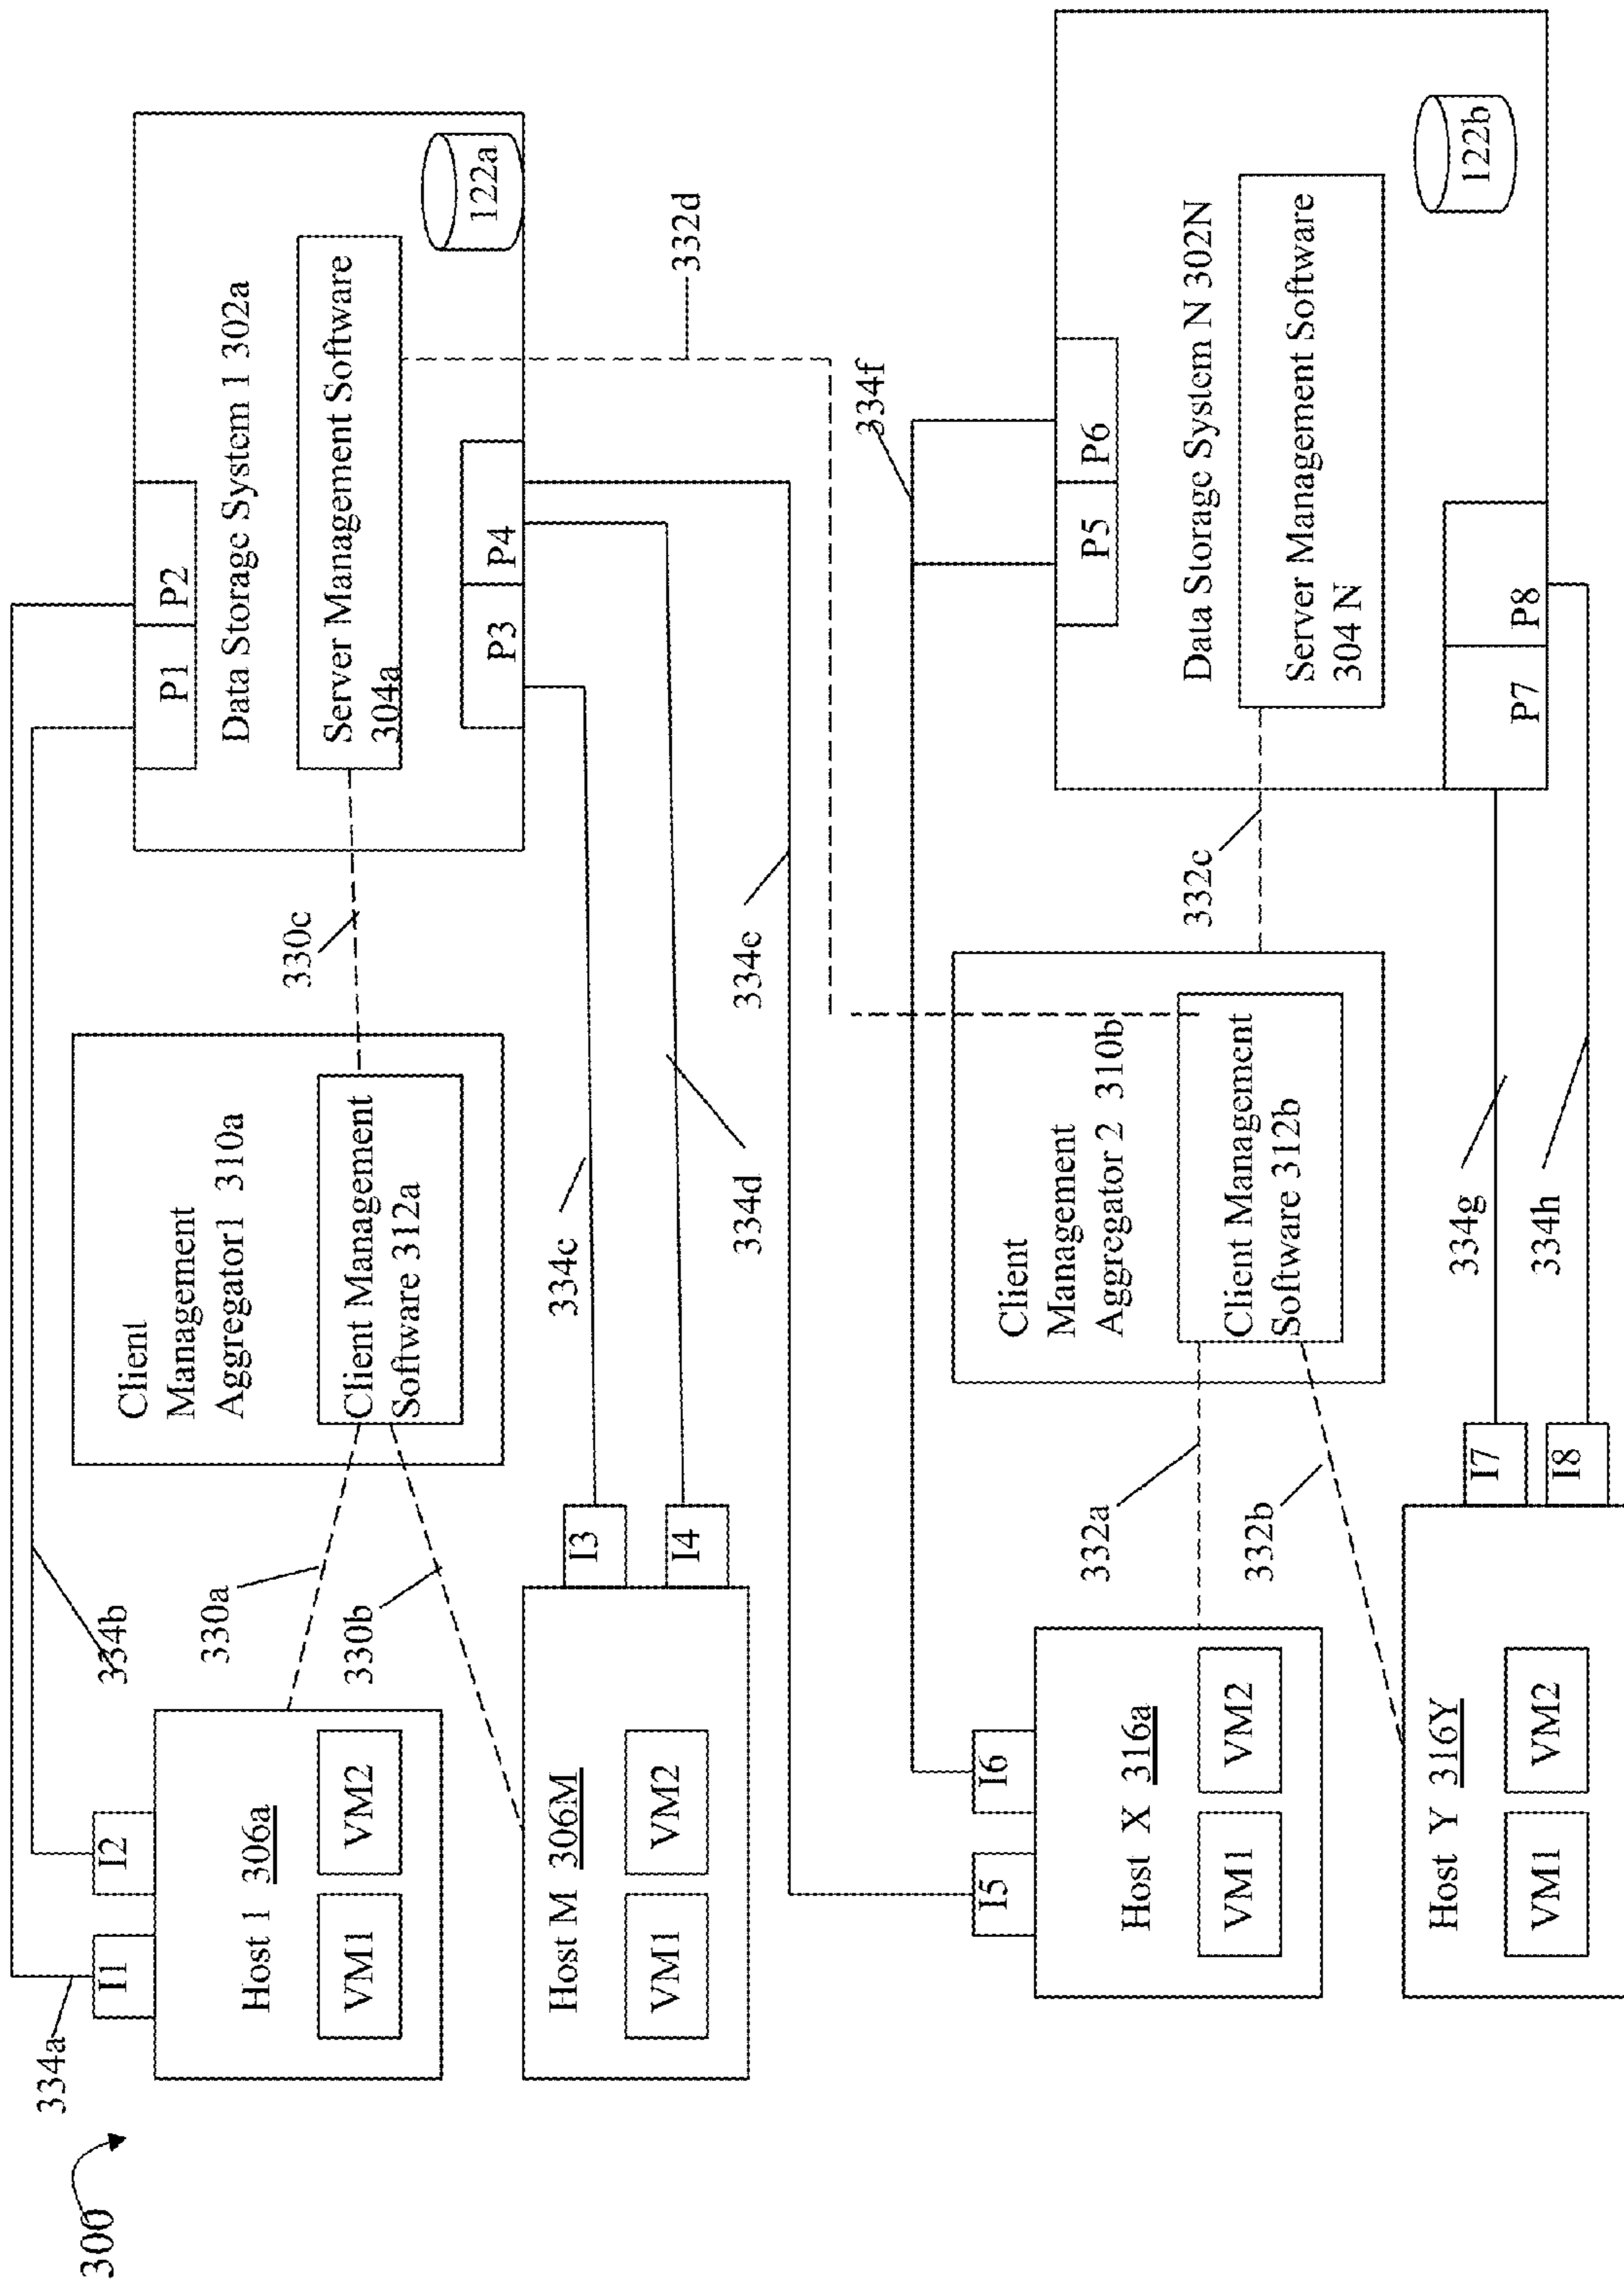 300
334a
I1
I2
Host 1 306a
VM1
VM2
334b
330a
330b
Client
Management
Aggregator1 310a
Client Management
Software 312a
330c
P1
P2
Data Storage System 1 302a
Server Management Software
304a
P3
P4
122a
Host M 306M
VM1
VM2
I3
I4
334c
334d
334e
332d
I5
I6
Host X 316a
VM1
VM2
332a
332b
Client
Management
Aggregator 2 310b
Client Management
Software 312b
332c
334f
P5
P6
Data Storage System N 302N
Server Management Software
304 N
P7
P8
122b
Host Y 316Y
VM1
VM2
I7
I8
334g
334h